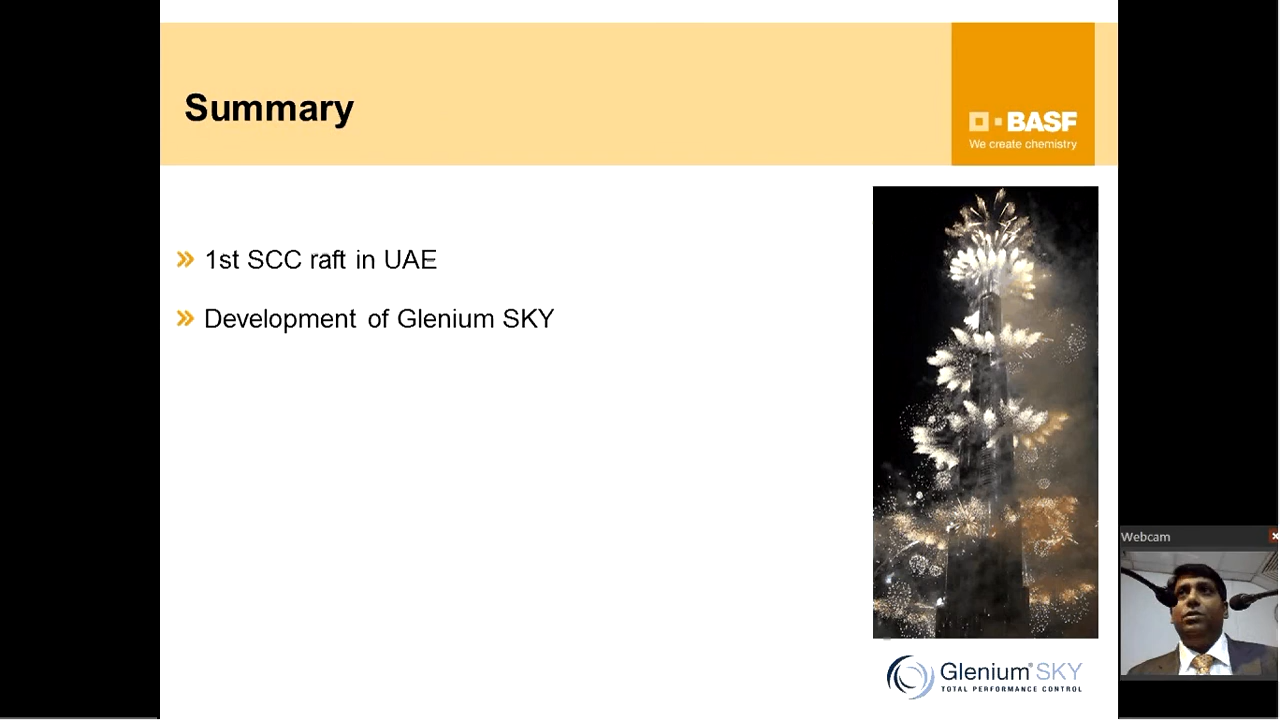 Summary
BASF
We create chemistry
1st SCC raft in UAE
Development of Glenium SKY
Webcam
Glenium® SKY
TOTAL PERFORMANCE CONTROL